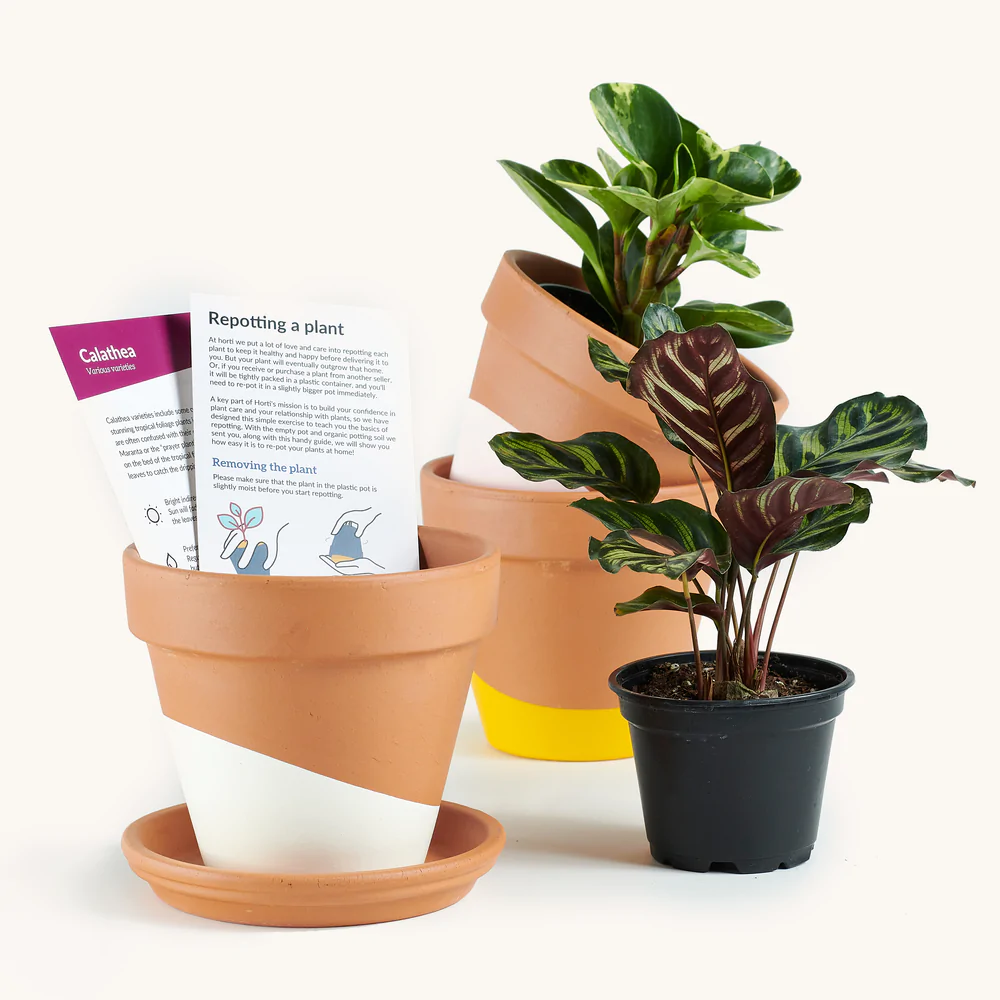 Calathea
Various varieties
Calathea varieties include some
stunning tropical foliage plants
are often confused with their
Maranta or the "prayer plant
on the bed of the tropical f
leaves to catch the
Bright indire
Sun will
the leave
Prefer
Repotting a plant
At horti we put a lot of love and care into repotting each
plant to keep it healthy and happy before delivering it to
you. But your plant will eventually outgrow that home.
Or, if you receive or purchase a plant from another seller,
it will be tightly packed in a plastic container, and you'll
need to re-pot it in a slightly bigger pot immediately.
A key part of Horti's mission is to build your confidence in
plant care and your relationship with plants, so we have
designed this simple exercise to teach you the basics of
repotting. With the empty pot and organic potting soil we
sent you, along with this handy guide, we will show you
how easy it is to re-pot your plants at home!
Removing the plant
Please make sure that the plant in the plastic pot is
slightly moist before you start repotting.